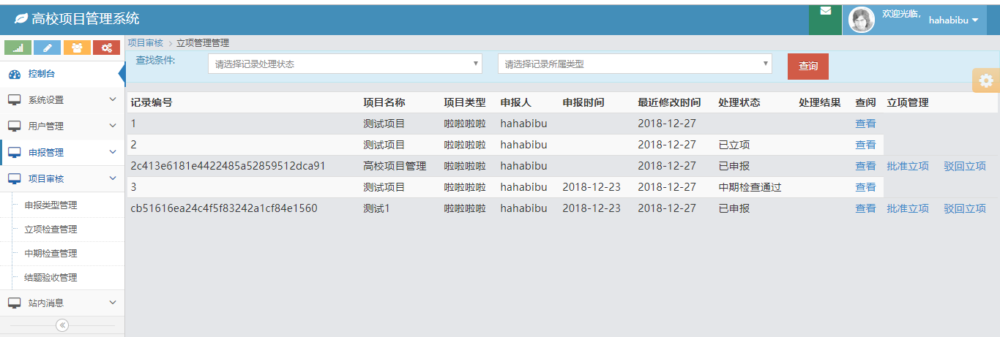 高校项目管理系统
欢迎光临,
hahabibu
项目审核 > 立项管理管理
控制台
系统设置
用户管理
申报管理
项目审核
申报类型管理
立项检查管理
中期检查管理
结题验收管理
站内消息
查找条件: 请选择记录处理状态 请选择记录所属类型 查询
记录编号 项目名称 项目类型 申报人 申报时间 最近修改时间 处理状态 处理结果 查阅 立项管理
1 测试项目 啦啦啦啦 hahabibu 2018-12-27 查看
2 测试项目 啦啦啦啦 hahabibu 2018-12-27 已立项 查看
2c413e6181e4422485a52859512dca91 高校项目管理 啦啦啦啦 hahabibu 2018-12-27 已申报 查看 批准立项 驳回立项
3 测试项目 啦啦啦啦 hahabibu 2018-12-23 2018-12-27 中期检查通过 查看
cb51616ea24c4f5f83242a1cf84e1560 测试1 啦啦啦啦 hahabibu 2018-12-23 2018-12-27 已申报 查看 批准立项 驳回立项